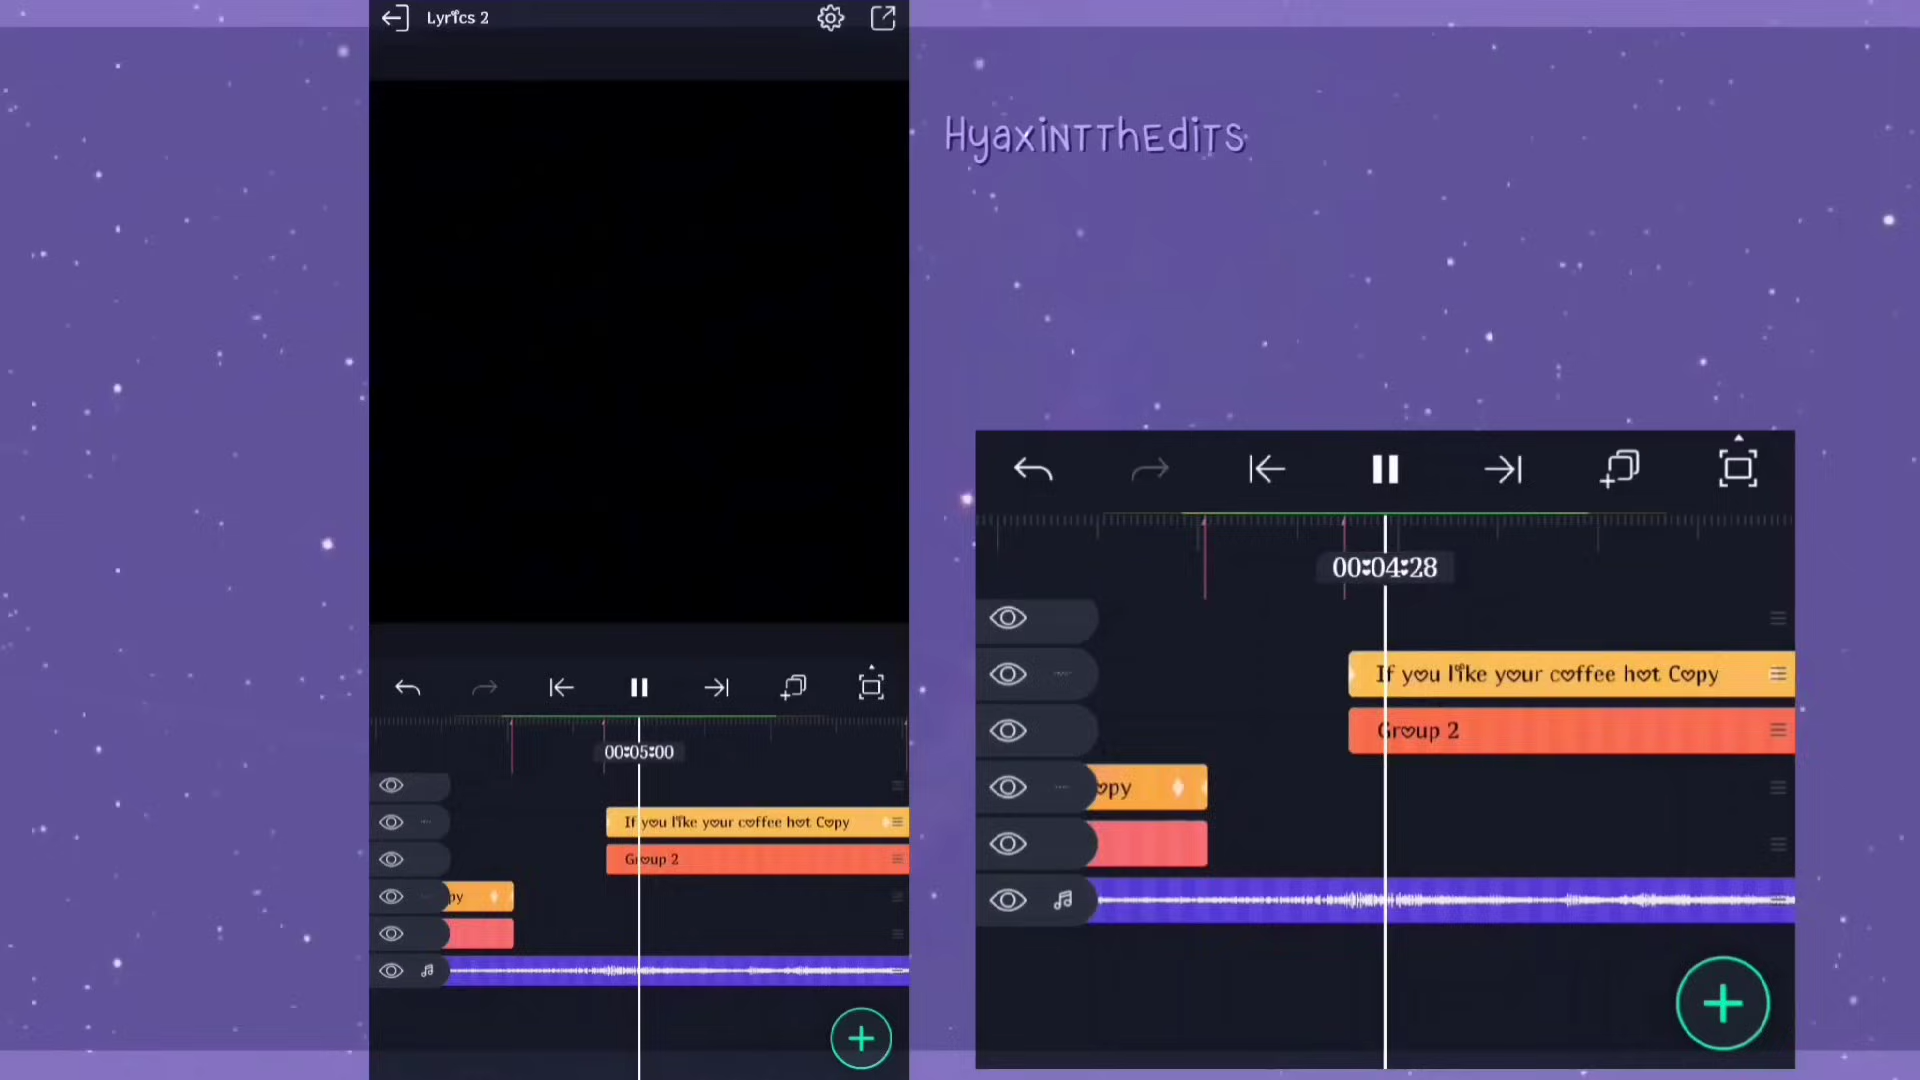 Lyrics 2
HyaxinTThEdiTs
00:05:00
If you like your coffee hot Copy
Group 2
py
00:04:28
If you like your coffee hot Copy
Group 2
opy